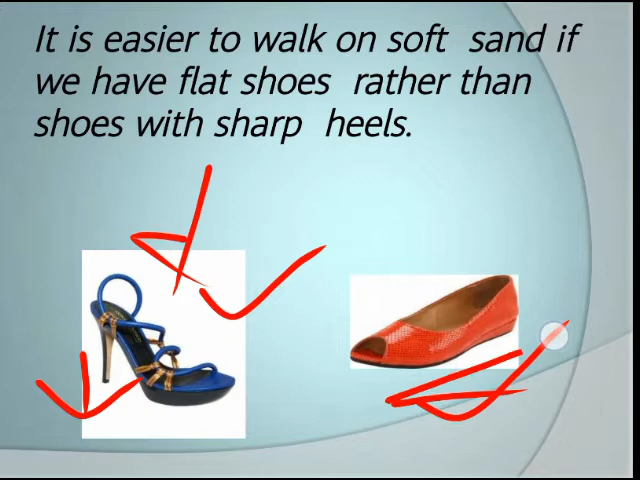 It is easier to walk on soft sand if
we have flat shoes rather than
shoes with sharp heels.